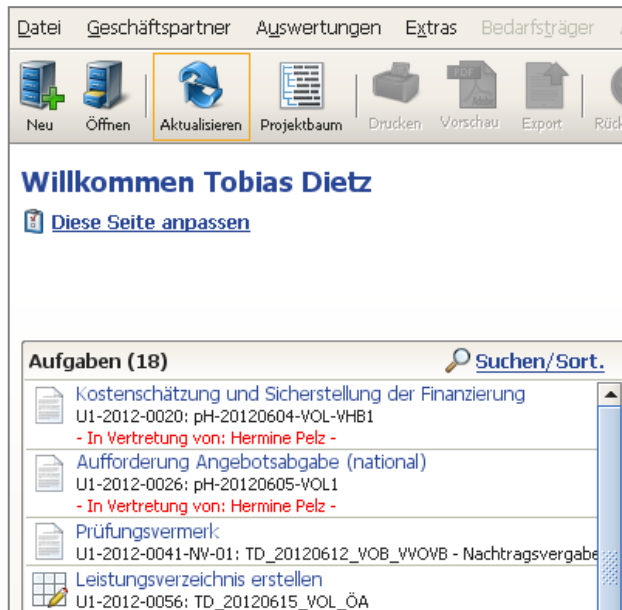 Datei Geschäftspartner Auswertungen Extras Bedarfsträger
Neu Öffnen Aktualisieren Projektbaum Drucken Vorschau Export
Willkommen Tobias Dietz
Diese Seite anpassen
Aufgaben (18) Suchen/Sort.
Kostenschätzung und Sicherstellung der Finanzierung
U1-2012-0020: pH-20120604-VOL-VHB1
- In Vertretung von: Hermine Pelz -
Aufforderung Angebotsabgabe (national)
U1-2012-0026: pH-20120605-VOL1
- In Vertretung von: Hermine Pelz -
Prüfungsvermerk
U1-2012-0041-NV-01: TD_20120612_VOB_VVOVB - Nachtragsvergabe
Leistungsverzeichnis erstellen
U1-2012-0056: TD_20120615_VOL_ÖA